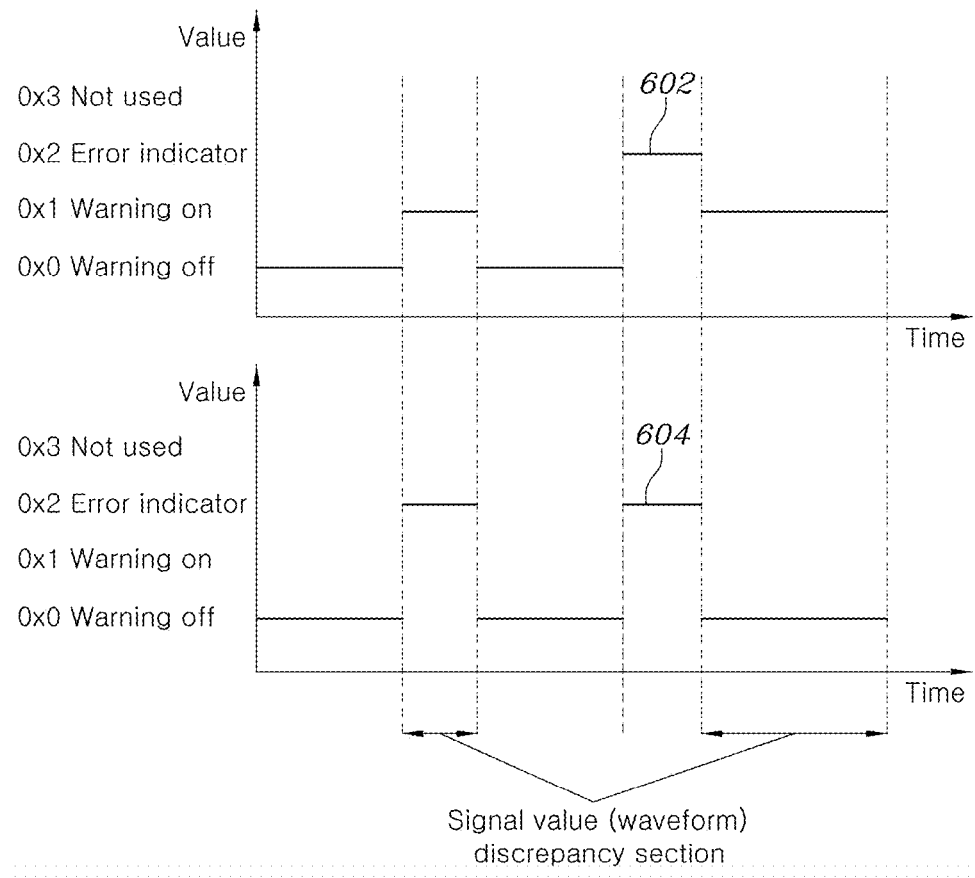 Value
602
0x3 Not used
0x2 Error indicator
0x1 Warning on
0x0 Warning off
Time
Value
604
0x3 Not used
0x2 Error indicator
0x1 Warning on
0x0 Warning off
Time
Signal value (waveform)
discrepancy section